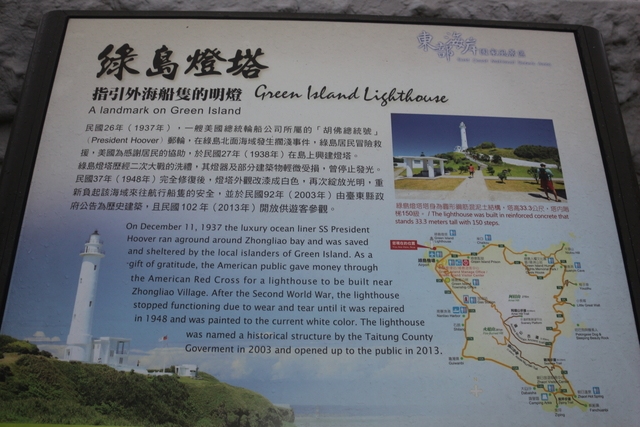 東部海岸國家風景區
East Coast National Scenic Area
綠島燈塔
指引外海船隻的明燈 Green Island Lighthouse
A landmark on Green Island
民國26年（1937年），一艘美國總統輪船公司所屬的「胡佛總統號」
（President Hoover）郵輪，在綠島北面海域發生擱淺事件，綠島居民冒險救
援，美國為感謝居民的協助，於民國27年（1938年）在島上興建燈塔。
綠島燈塔歷經二次大戰的洗禮，其燈器及部分建築物輕微受損，曾停止發光。
民國37年（1948年）完全修復後，燈塔外觀改漆成白色，再次綻放光明，重
新肩起該海域來往航行船隻的安全，並於民國92年（2003年）由臺東縣政
府公告為歷史建築，且民國102年（2013年）開放供遊客參觀。
On December 11, 1937 the luxury ocean liner SS President
Hoover ran aground around Zhongliao bay and was saved
and sheltered by the local islanders of Green Island. As a
gift of gratitude, the American public gave money through
the American Red Cross for a lighthouse to be built near
Zhongliao Village. After the Second World War, the lighthouse
stopped functioning due to wear and tear until it was repaired
in 1948 and was painted to the current white color. The lighthouse
was named a historical structure by the Taitung County
Goverment in 2003 and opened up to the public in 2013.
綠島燈塔塔身為圓形鋼筋混泥土結構，塔高33.3公尺，塔內階
梯150級。/ The lighthouse was built in reinforced concrete that
stands 33.3 meters tall with 150 steps.